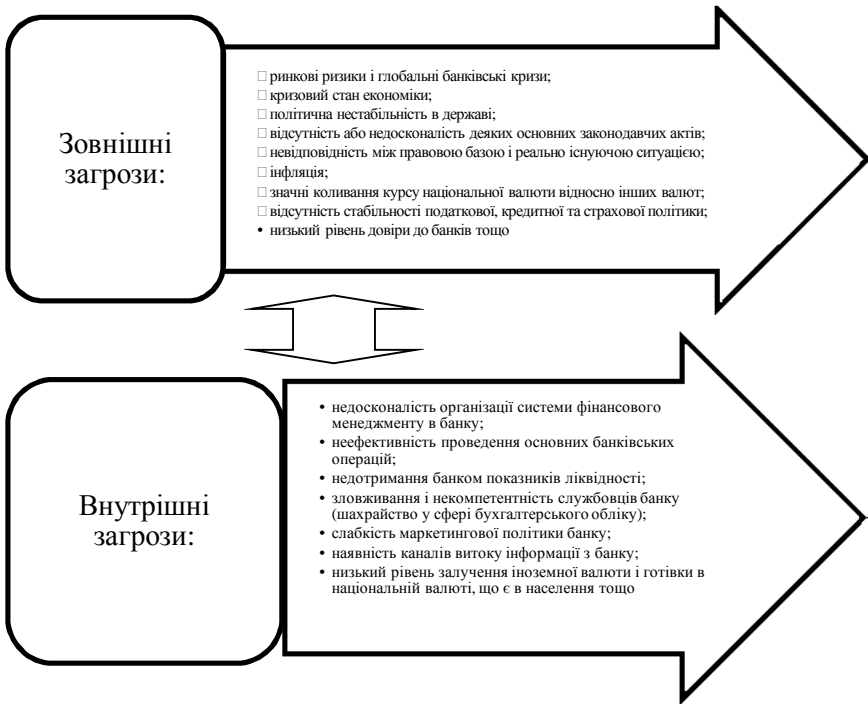 Зовнішні
загрози:
□ ринкові ризики і глобальні банківські кризи;
□ кризовий стан економіки;
□ політична нестабільність в державі;
□ відсутність або недосконалість деяких основних законодавчих актів;
□ невідповідність між правовою базою і реально існуючою ситуацією;
□ інфляція;
□ значні коливання курсу національної валюти відносно інших валют;
□ відсутність стабільності податкової, кредитної та страхової політики;
• низький рівень довіри до банків тощо
Внутрішні
загрози:
• недосконалість організації системи фінансового
менеджменту в банку;
• неефективність проведення основних банківських
операцій;
• недотримання банком показників ліквідності;
• зловживання і некомпетентність службовців банку
(шахрайство у сфері бухгалтерського обліку);
• слабкість маркетингової політики банку;
• наявність каналів витоку інформації з банку;
• низький рівень залучення іноземної валюти і готівки в
національній валюті, що є в населення тощо